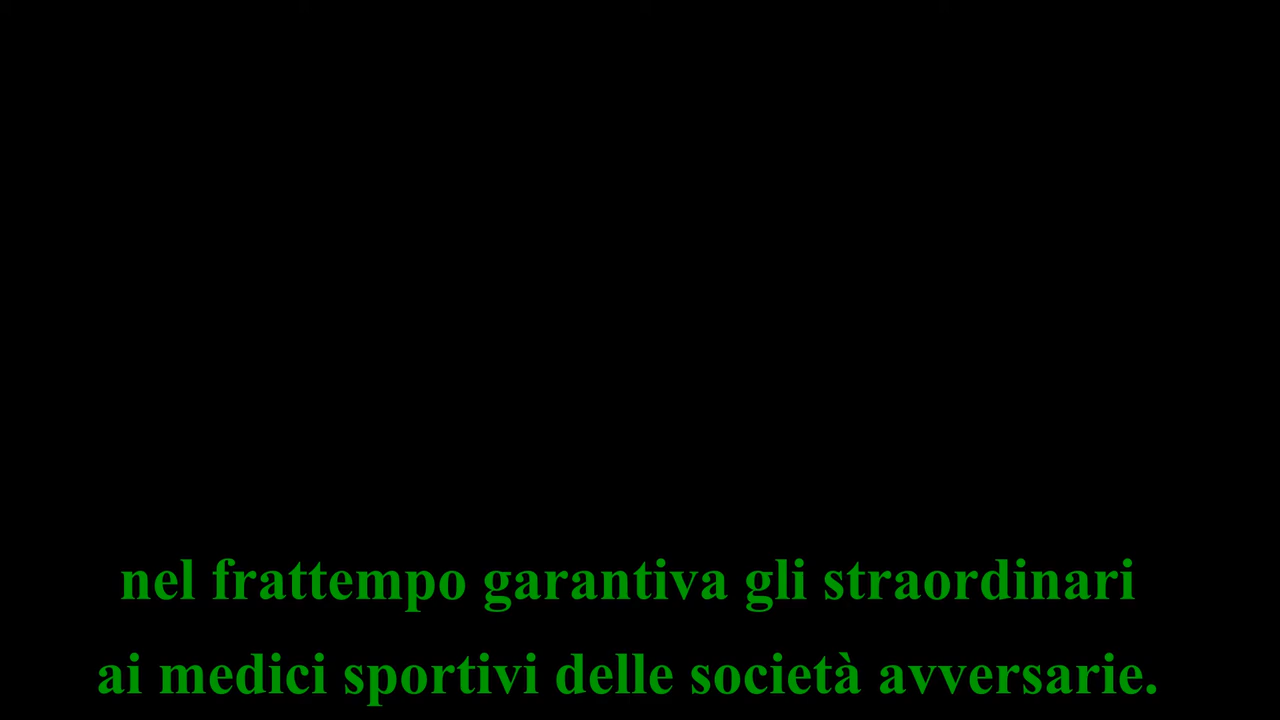 nel frattempo garantiva gli straordinari
ai medici sportivi delle società avversarie.